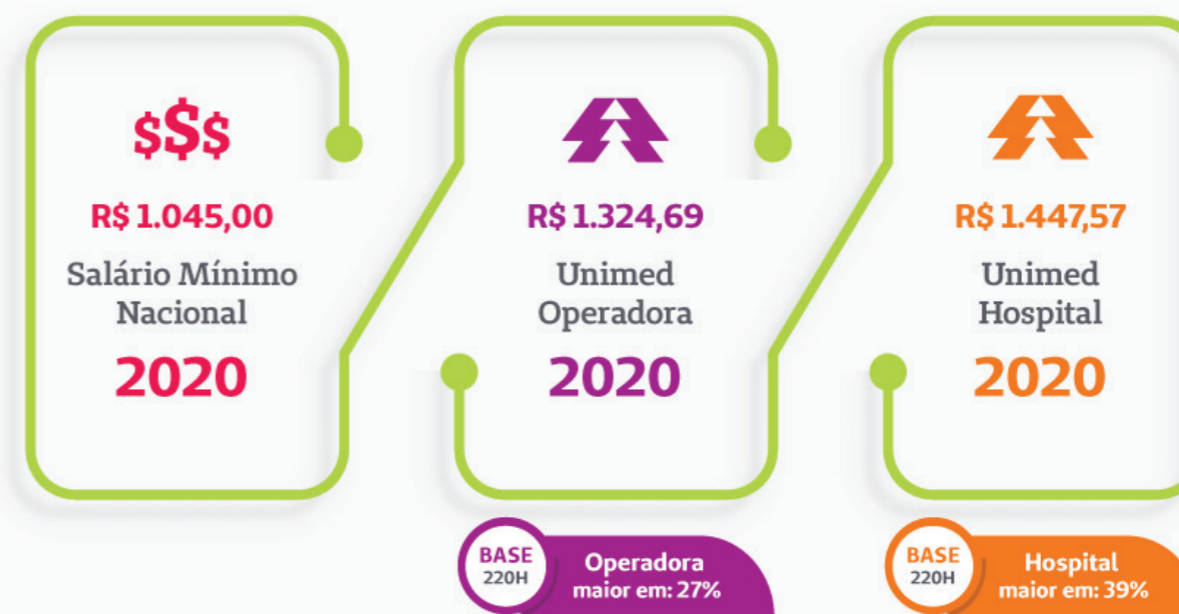 $$$
R$ 1.045,00
Salário Mínimo
Nacional
2020
R$ 1.324,69
Unimed
Operadora
2020
BASE
220H
Operadora
maior em: 27%
R$ 1.447,57
Unimed
Hospital
2020
BASE
220H
Hospital
maior em: 39%